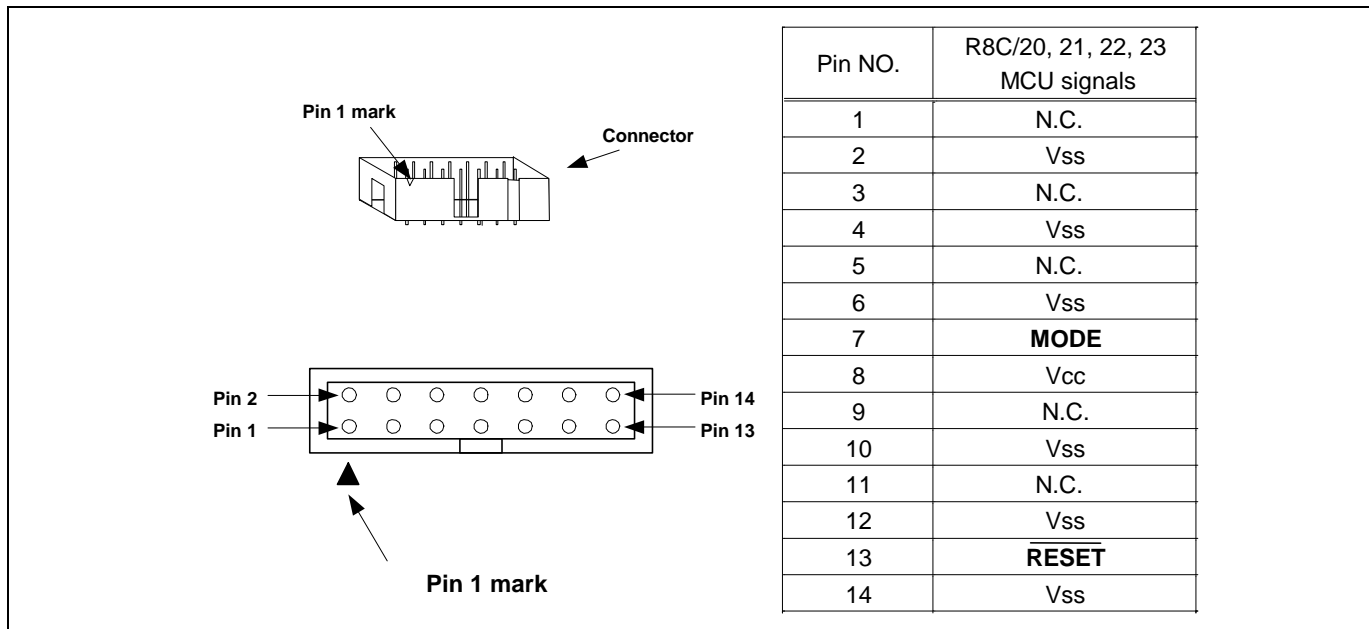 Pin 1 mark
Connector
Pin 2
Pin 14
Pin 1
Pin 13
Pin 1 mark
Pin NO. R8C/20, 21, 22, 23
MCU signals
1 N.C.
2 Vss
3 N.C.
4 Vss
5 N.C.
6 Vss
7 MODE
8 Vcc
9 N.C.
10 Vss
11 N.C.
12 Vss
13 RESET
14 Vss